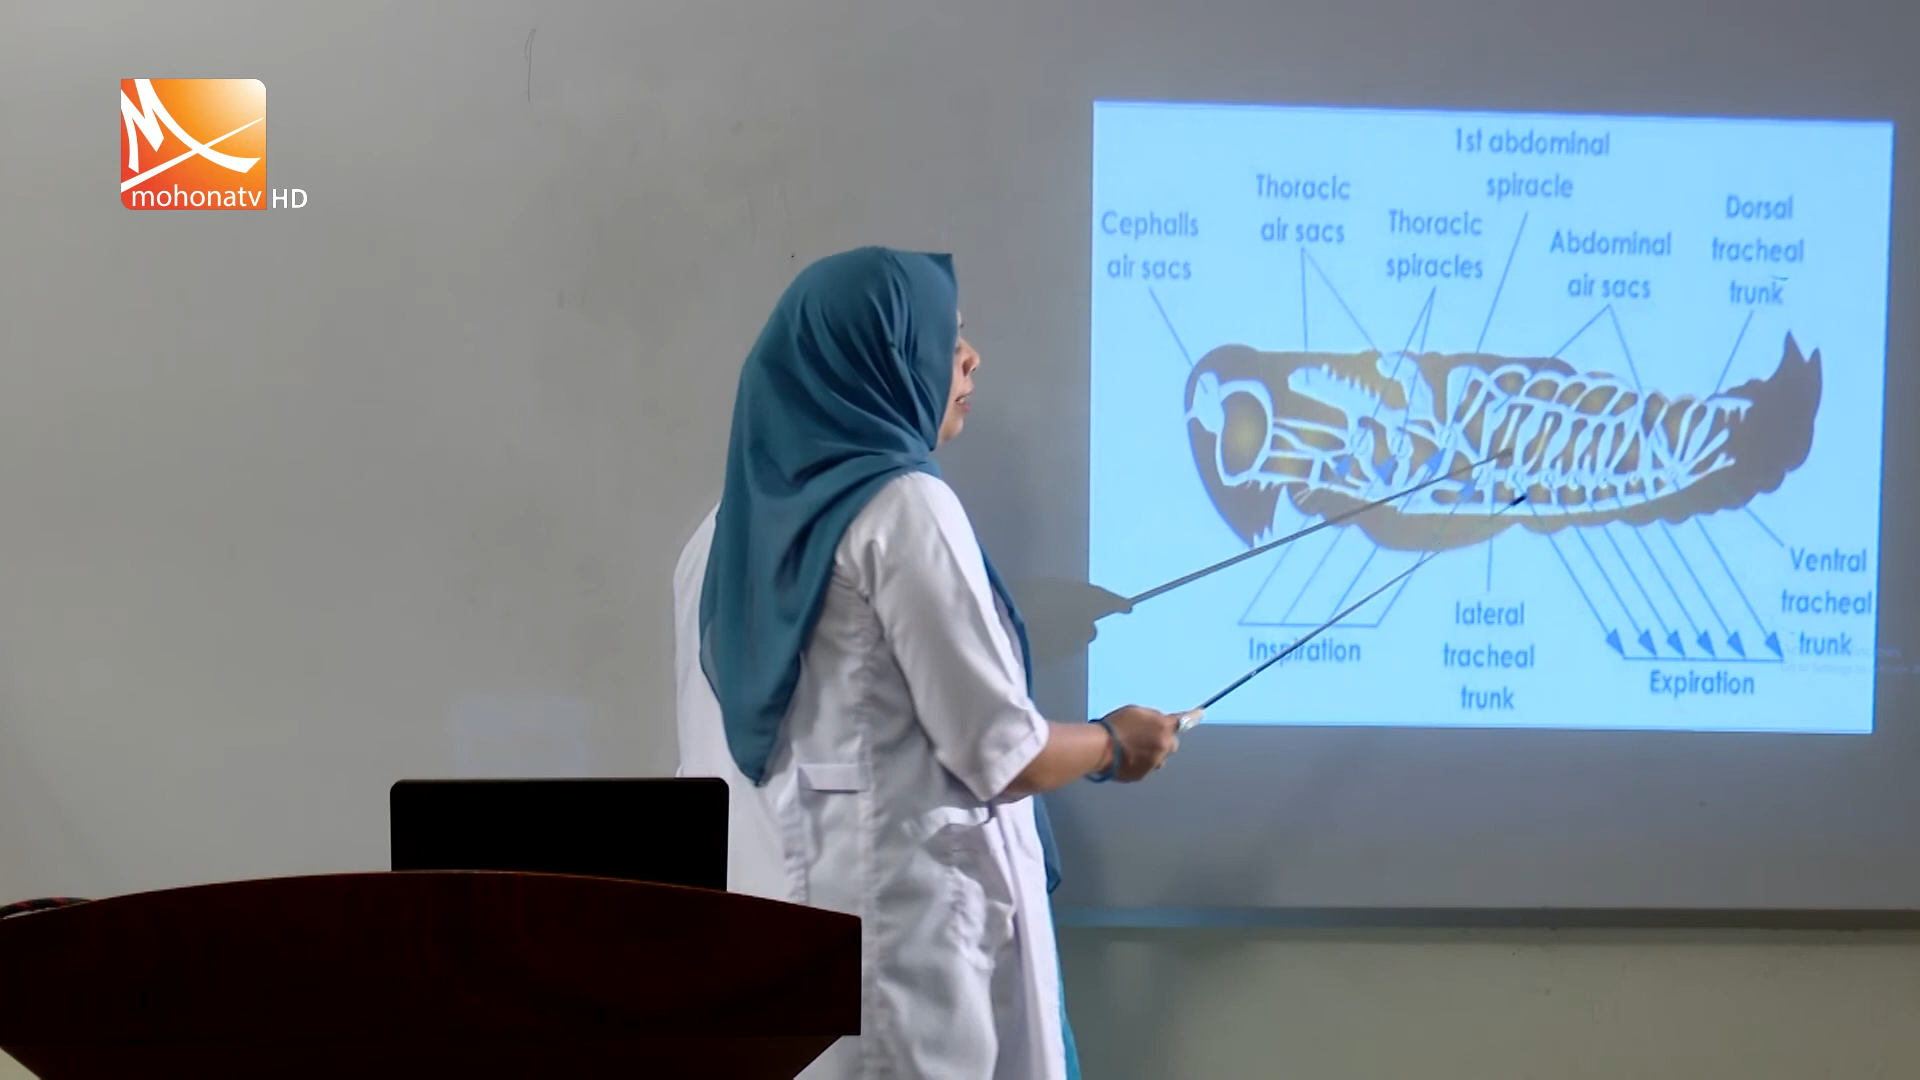 mohonatv HD
1st abdominal
spiracle
Thoracic
air sacs
Cephalls
air sacs
Thoracic
spiracles
Abdominal
air sacs
Dorsal
tracheal
trunk
Inspiration
lateral
tracheal
trunk
Expiration
Ventral
tracheal
trunk